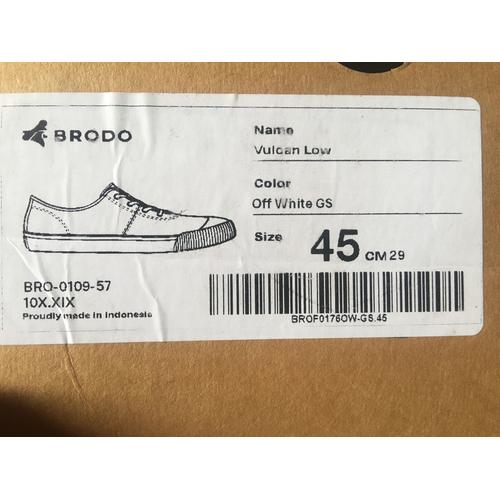 BRODO
Name
Vulcan Low
Color
Off White GS
Size 45 CM 29
BRO-0109-57
10X.XIX
Proudly made in Indonesia
BROF0176OW-GS.45